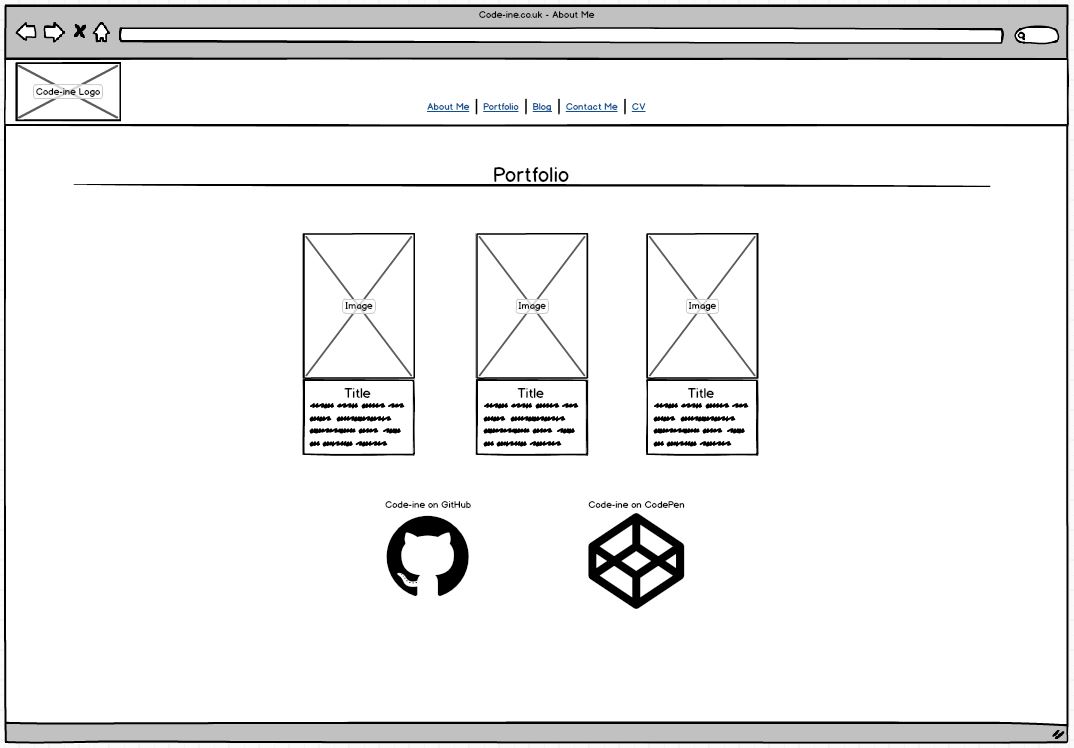 Code-ine.co.uk - About Me
Code-ine Logo
About Me | Portfolio | Blog | Contact Me | CV
Portfolio
Image Image Image
Title Title Title
Code-ine on GitHub Code-ine on CodePen